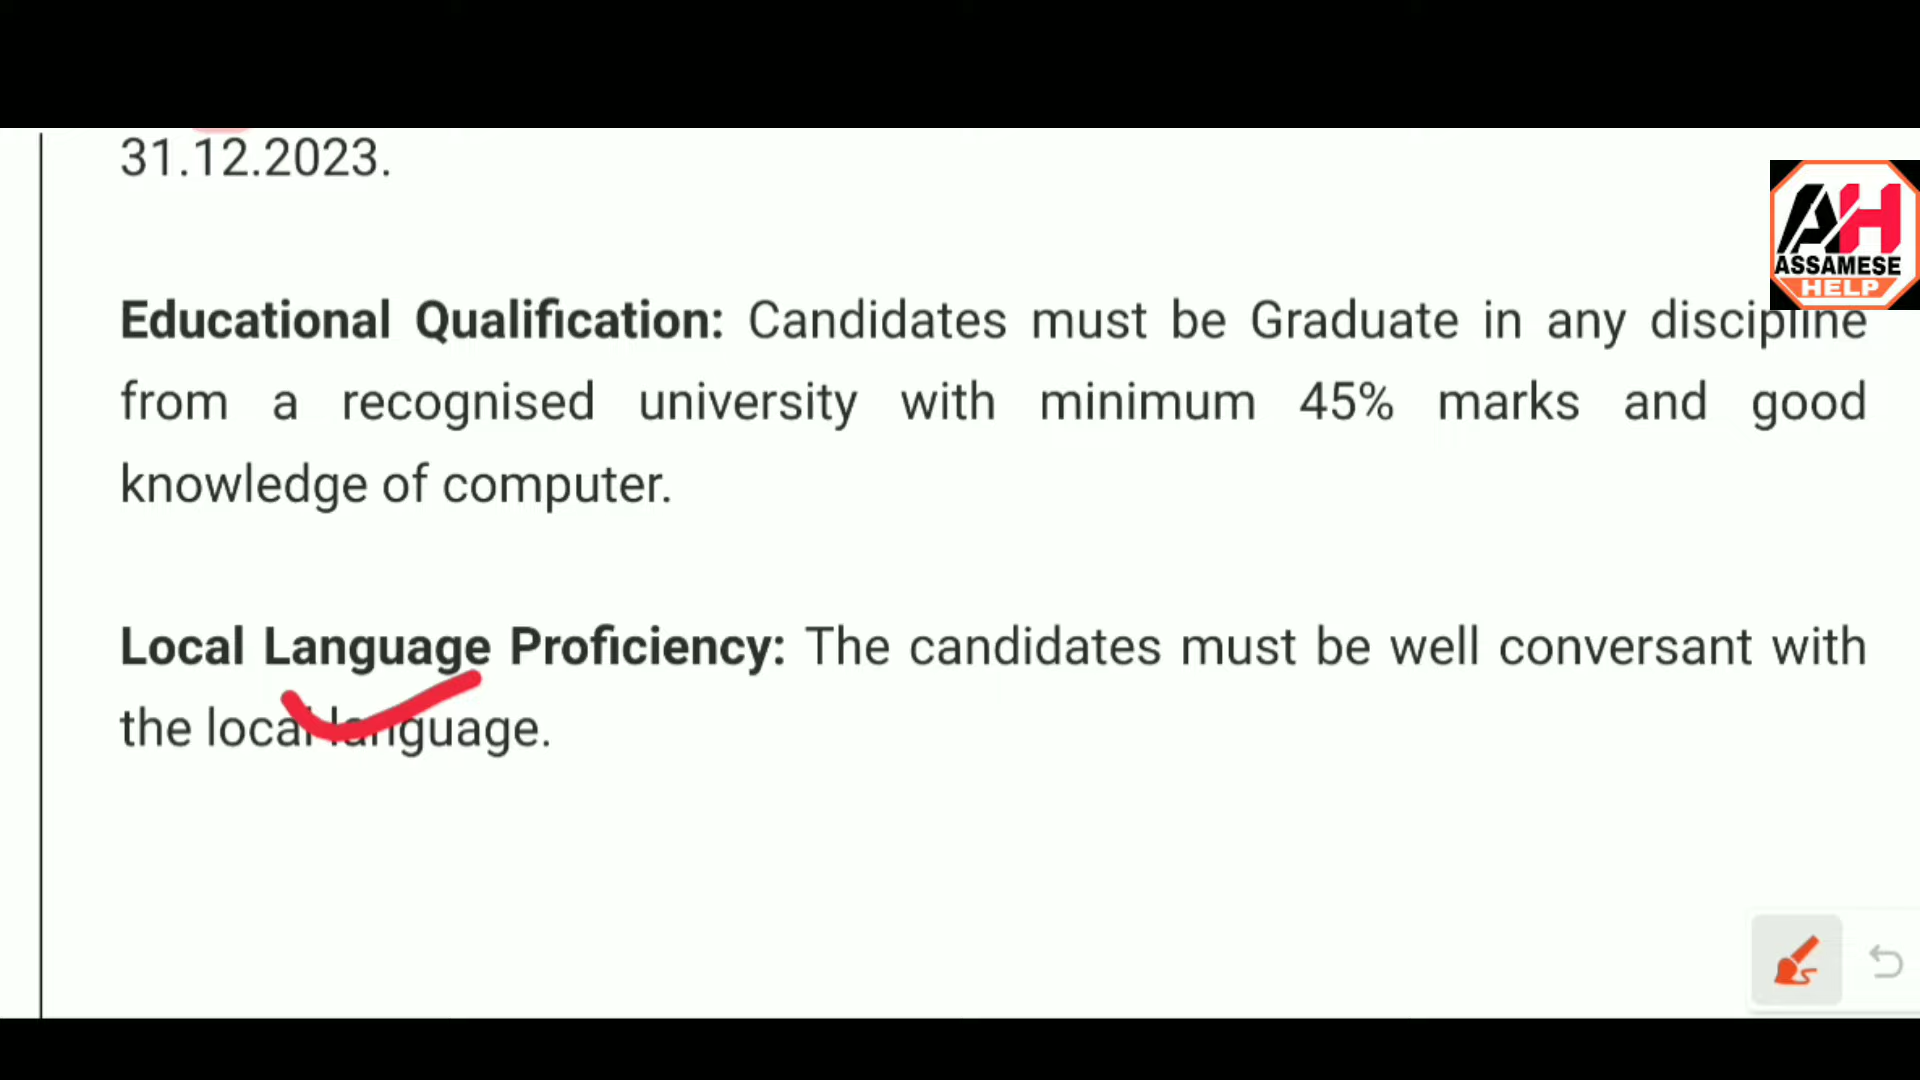 31.12.2023.
ASSAMESE
HELP
Educational Qualification: Candidates must be Graduate in any discipline
from a recognised university with minimum 45% marks and good
knowledge of computer.
Local Language Proficiency: The candidates must be well conversant with
the local language.